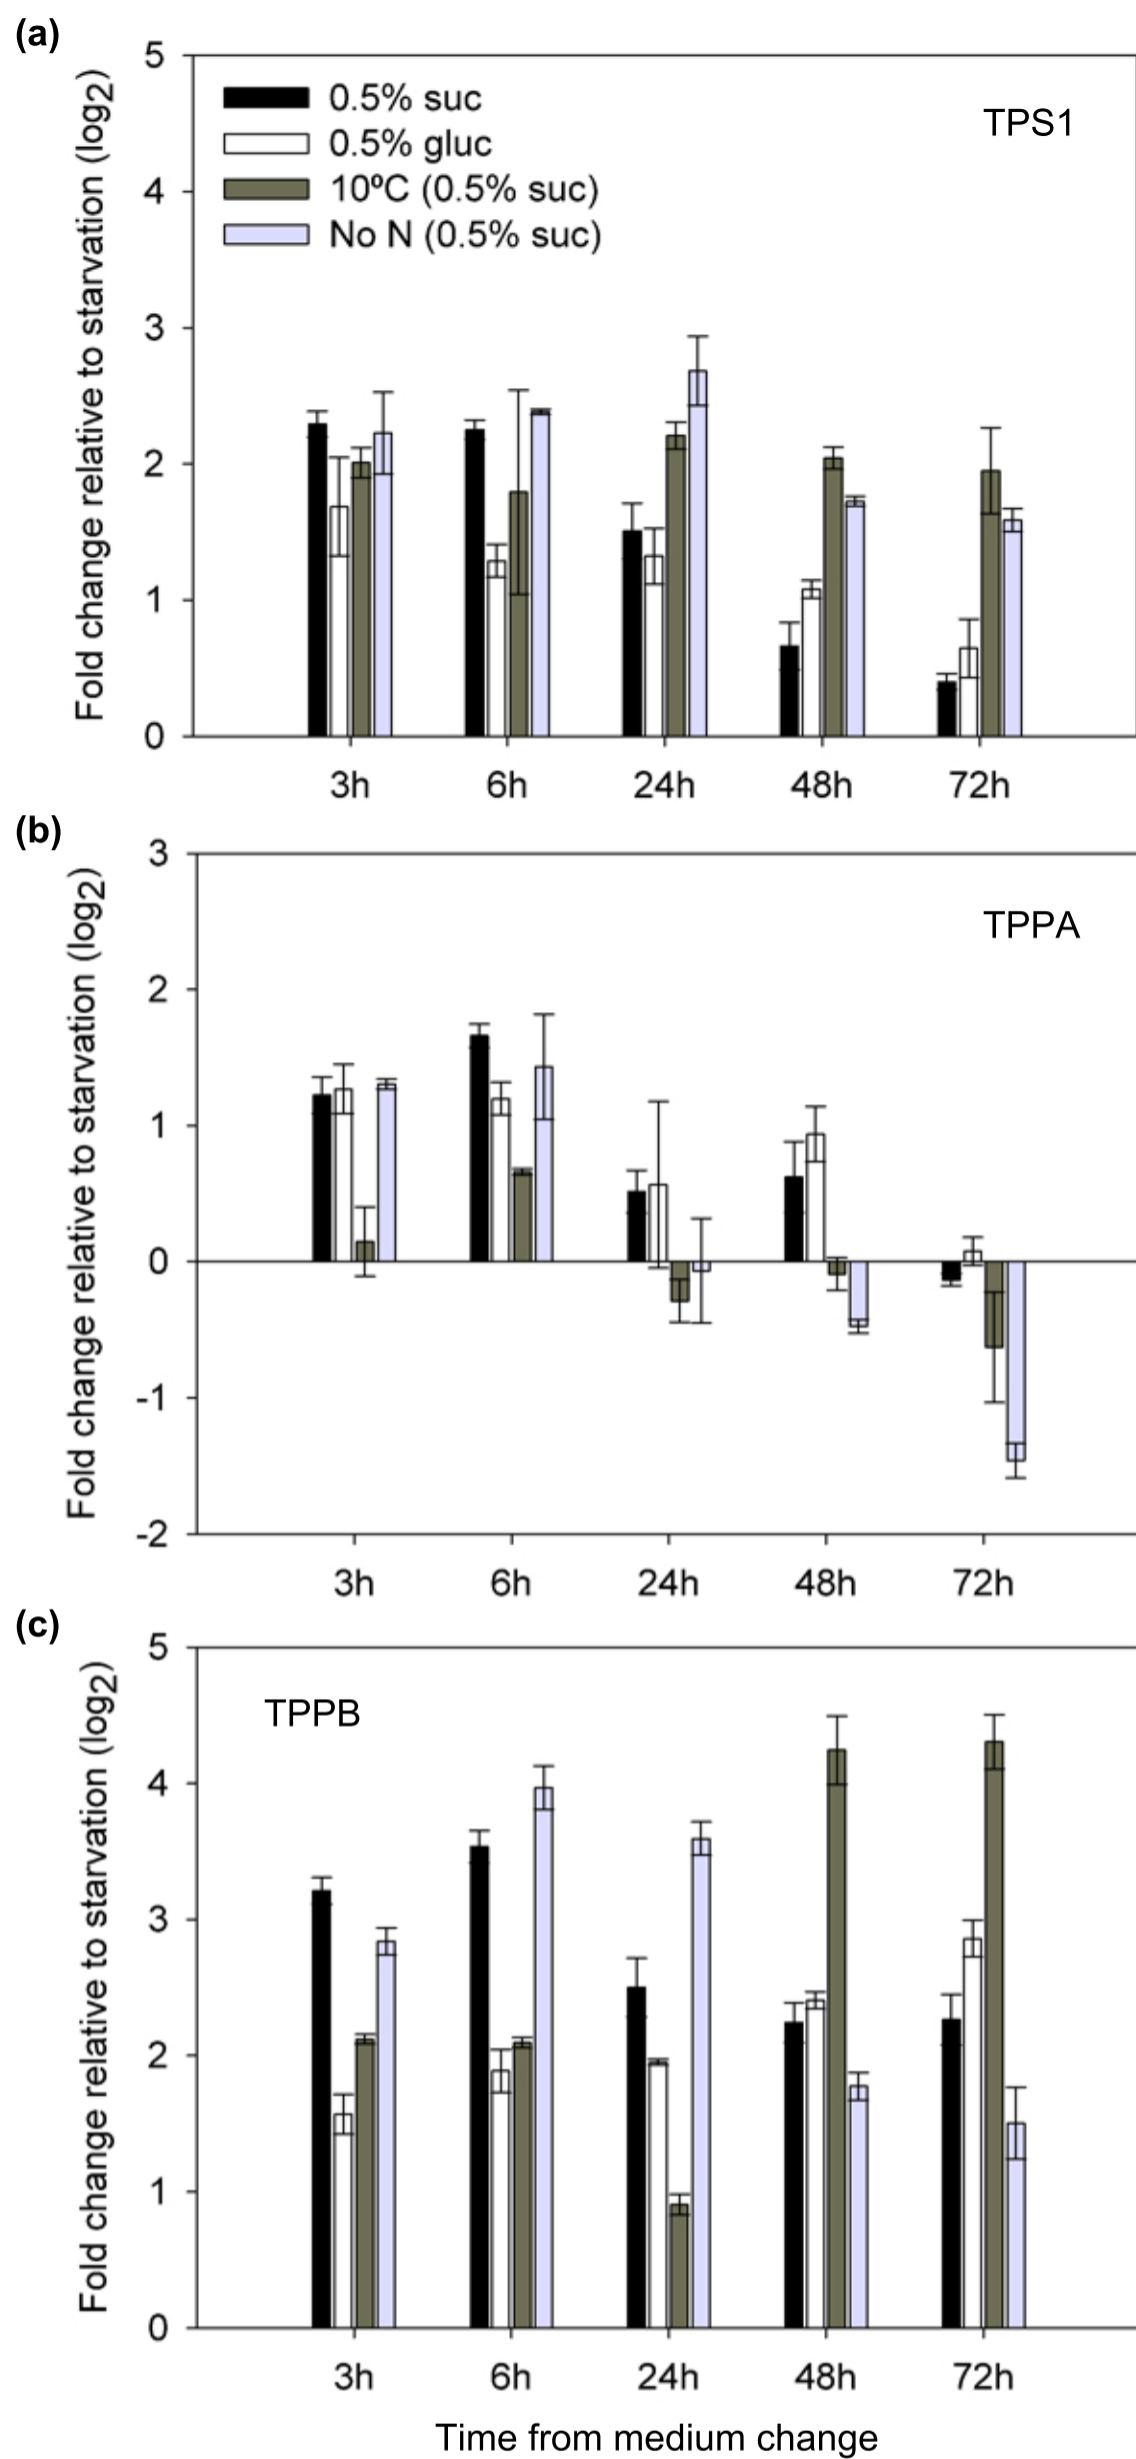 (a)
Fold change relative to starvation (log2)
5
4
3
2
1
0
0.5% suc
0.5% gluc
10ºC (0.5% suc)
No N (0.5% suc)
TPS1
3h 6h 24h 48h 72h
(b)
Fold change relative to starvation (log2)
3
2
1
0
-1
-2
TPPA
3h 6h 24h 48h 72h
(c)
Fold change relative to starvation (log2)
5
4
3
2
1
0
TPPB
3h 6h 24h 48h 72h
Time from medium change